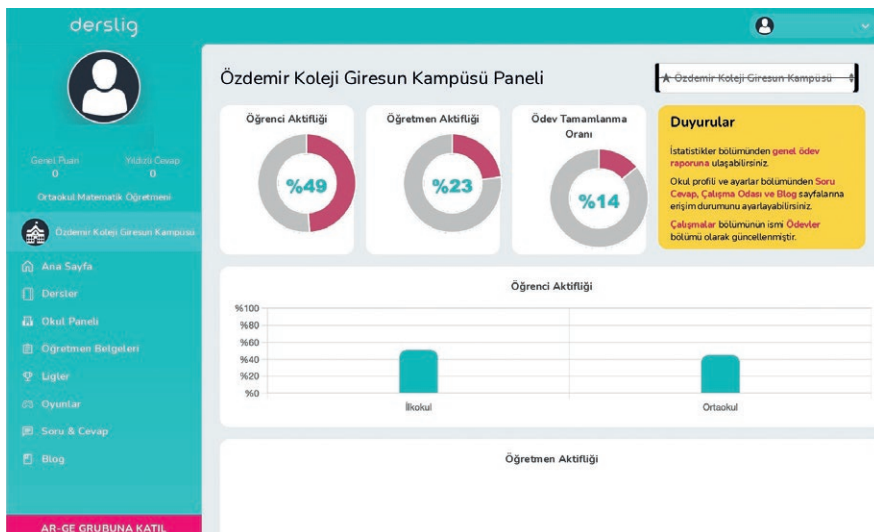 derslig
Genel Puan
Yıldızlı Cevap
0
0
Ortaokul Matematik Öğretmeni
Özdemir Koleji Giresun Kampüsü
Ana Sayfa
Dersler
Okul Paneli
Öğretmen Belgeleri
Ligler
Oyunlar
Soru & Cevap
Blog
AR-GE GRUBUNA KATIL
Özdemir Koleji Giresun Kampüsü Paneli
Özdemir Koleji Giresun Kampüsü
Öğrenci Aktifliği
%49
Öğretmen Aktifliği
%23
Ödev Tamamlanma
Oranı
%14
Duyurular
İstatistikler bölümünden genel ödev
raporuna ulaşabilirsiniz.
Okul profili ve ayarlar bölümünden Soru
Cevap, Çalışma Odası ve Blog sayfalarına
erişim durumunu ayarlayabilirsiniz.
Çalışmalar bölümünün ismi Ödevler
bölümü olarak güncellenmiştir.
Öğrenci Aktifliği
%100
%80
%60
%40
%20
%0
İlkokul
Ortaokul
Öğretmen Aktifliği